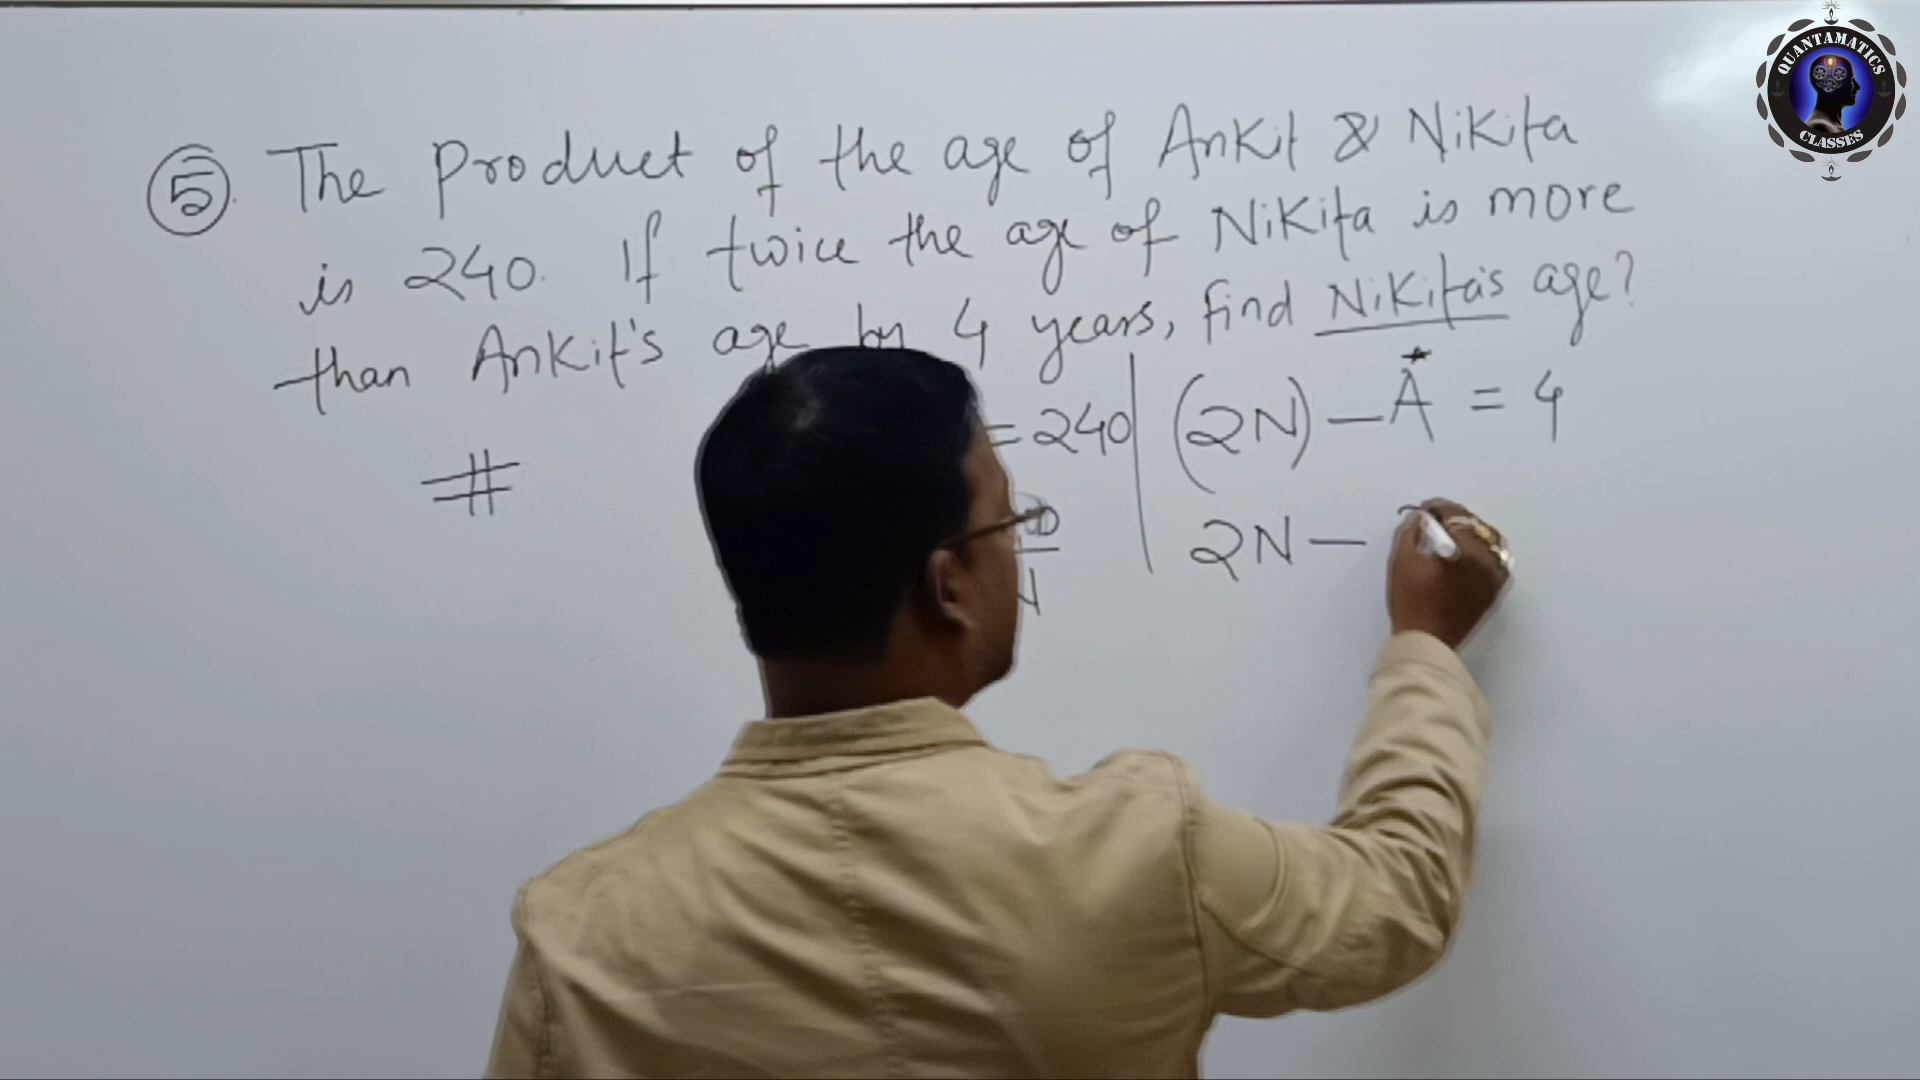 QUANTAMATICS
CLASSES
5. The product of the age of Ankit & Nikita
is 240. If twice the age of Nikita is more
than Ankit's age by 4 years, find Nikita's age?
= 240 | (2N) - A = 4
N
2N -
#